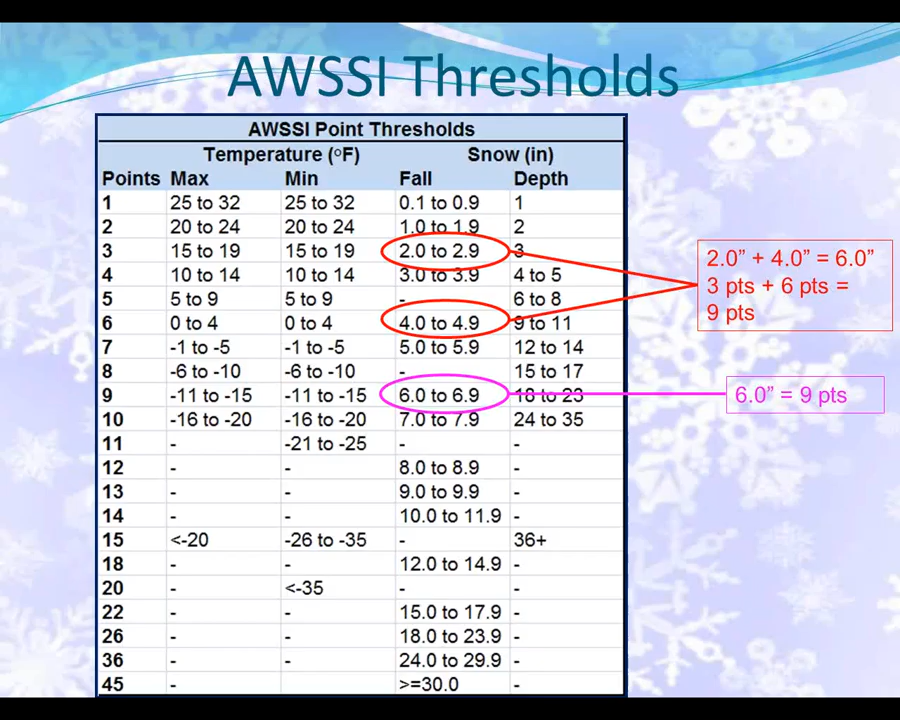 AWSSI Thresholds
AWSSI Point Thresholds
Temperature (°F) Snow (in)
Points Max Min Fall Depth
1 25 to 32 25 to 32 0.1 to 0.9 1
2 20 to 24 20 to 24 1.0 to 1.9 2
3 15 to 19 15 to 19 2.0 to 2.9 3
4 10 to 14 10 to 14 3.0 to 3.9 4 to 5
5 5 to 9 5 to 9 - 6 to 8
6 0 to 4 0 to 4 4.0 to 4.9 9 to 11
7 -1 to -5 -1 to -5 5.0 to 5.9 12 to 14
8 -6 to -10 -6 to -10 - 15 to 17
9 -11 to -15 -11 to -15 6.0 to 6.9 18 to 23
10 -16 to -20 -16 to -20 7.0 to 7.9 24 to 35
11 - -21 to -25 - -
12 - - 8.0 to 8.9 -
13 - - 9.0 to 9.9 -
14 - - 10.0 to 11.9 -
15 <-20 -26 to -35 - 36+
18 - - 12.0 to 14.9 -
20 - <-35 - -
22 - - 15.0 to 17.9 -
26 - - 18.0 to 23.9 -
36 - - 24.0 to 29.9 -
45 - - >=30.0 -
2.0” + 4.0” = 6.0”
3 pts + 6 pts =
9 pts
6.0” = 9 pts